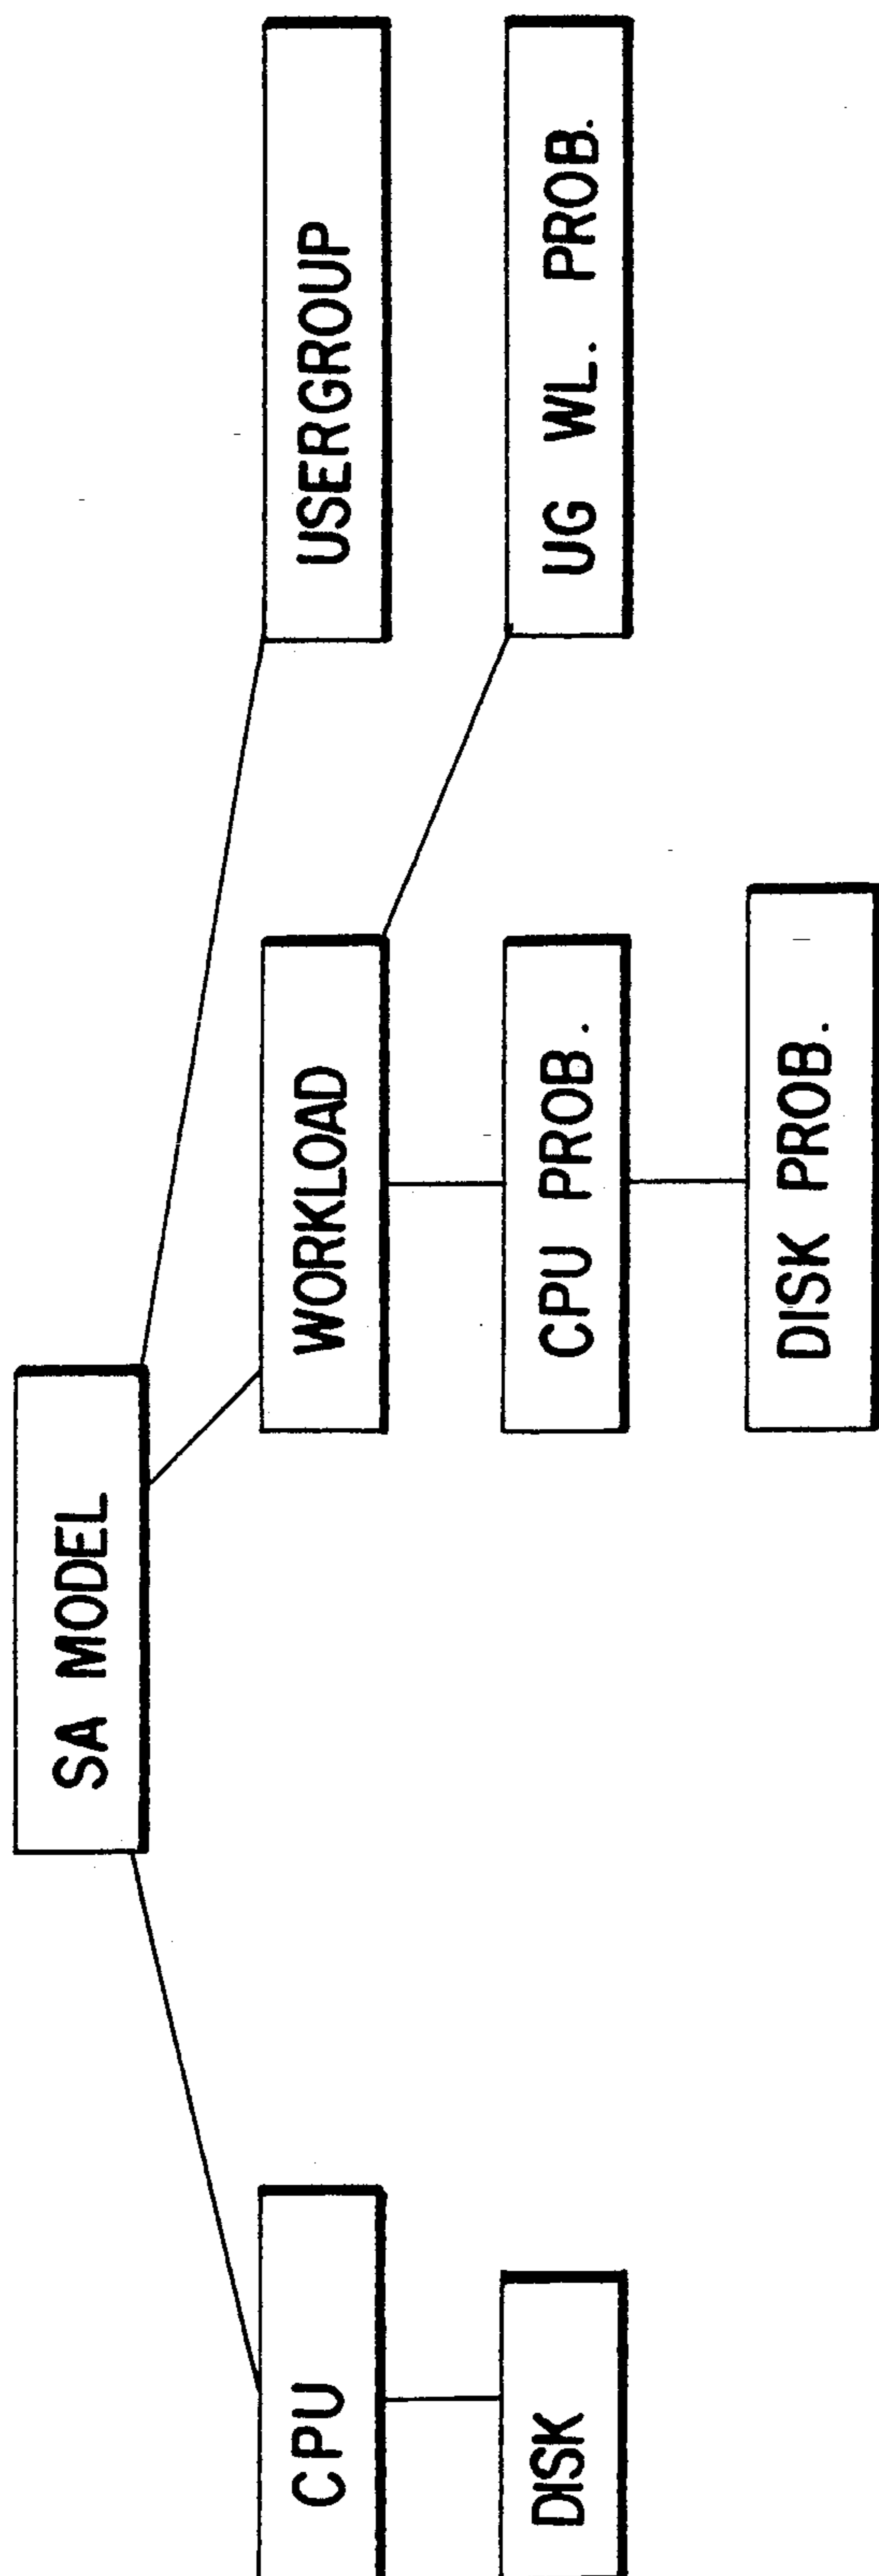 SA MODEL
CPU
WORKLOAD
USERGROUP
DISK
CPU PROB.
UG WL. PROB.
DISK PROB.